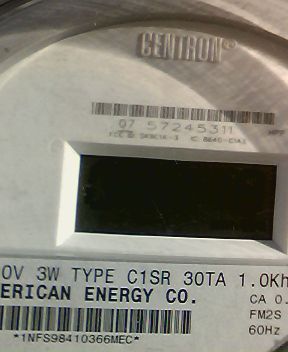 CENTRON®
07 57245311
0V 3W TYPE C1SR 30TA 1.0Kh
ERICAN ENERGY CO.
CA 0.
FM2S
60Hz
*1NFS98410366MEC*